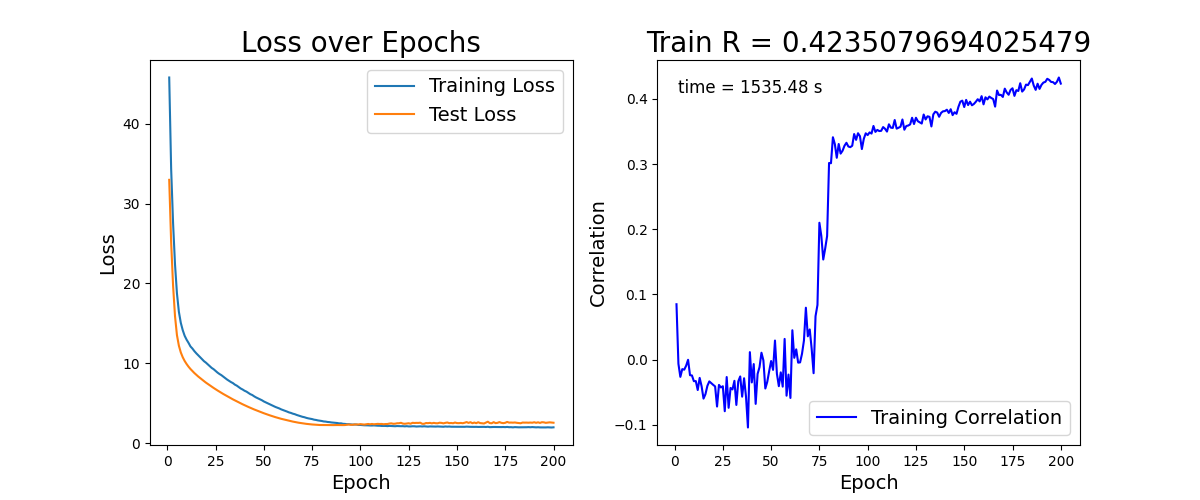 Loss over Epochs
Training Loss
Test Loss
Loss
40
30
20
10
0
0 25 50 75 100 125 150 175 200
Epoch
Train R = 0.4235079694025479
time = 1535.48 s
Correlation
0.4
0.3
0.2
0.1
0.0
−0.1
Training Correlation
0 25 50 75 100 125 150 175 200
Epoch